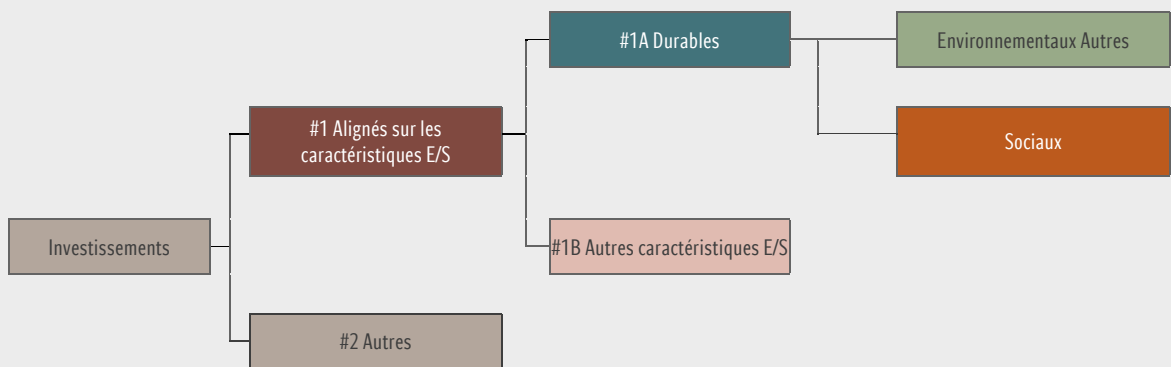 #1A Durables
Environnementaux Autres
#1 Alignés sur les
caractéristiques E/S
Sociaux
Investissements
#1B Autres caractéristiques E/S
#2 Autres